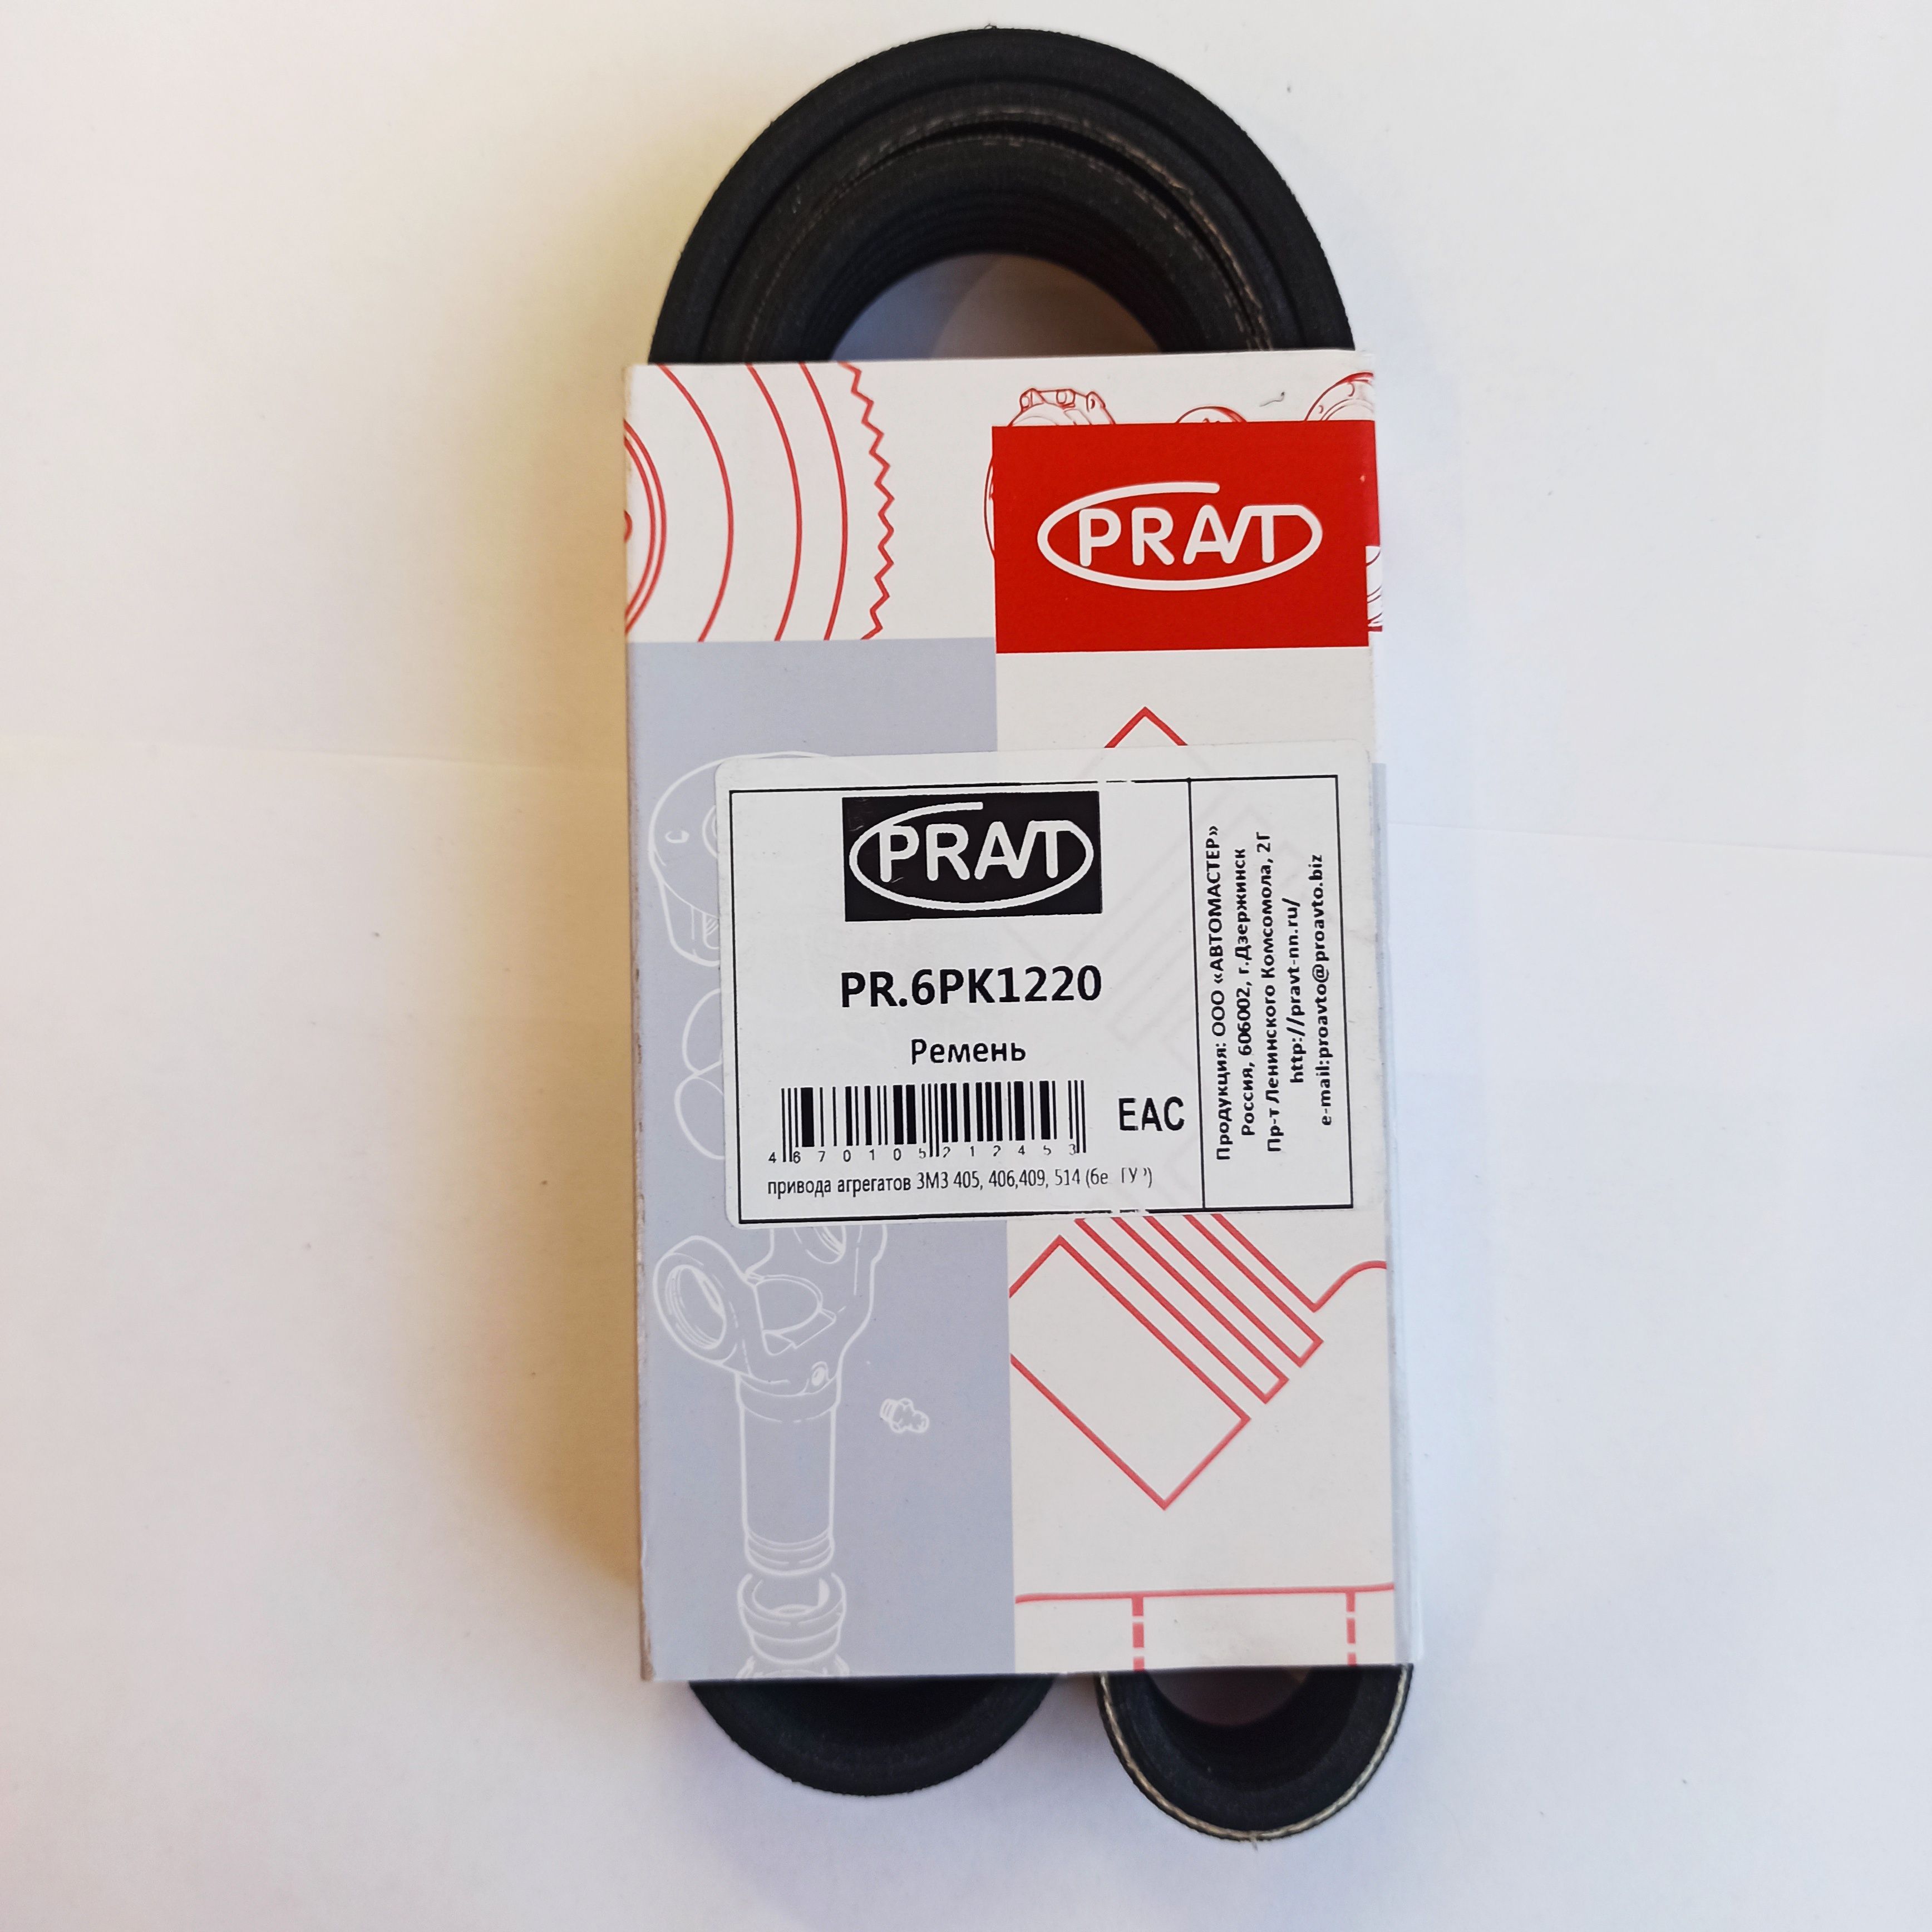 PRAVT
PRAVT
PR.6PK1220
Ремень
4 670105 212453
EAC
привода агрегатов ЗМЗ 405, 406,409, 514
Продукция: ООО «АВТОМАСТЕР»
Россия, 606002, г.Дзержинск
Пр-т Ленинского Комсомола, 2Г
http://pravt-nn.ru/
e-mail:proavto@proavto.biz